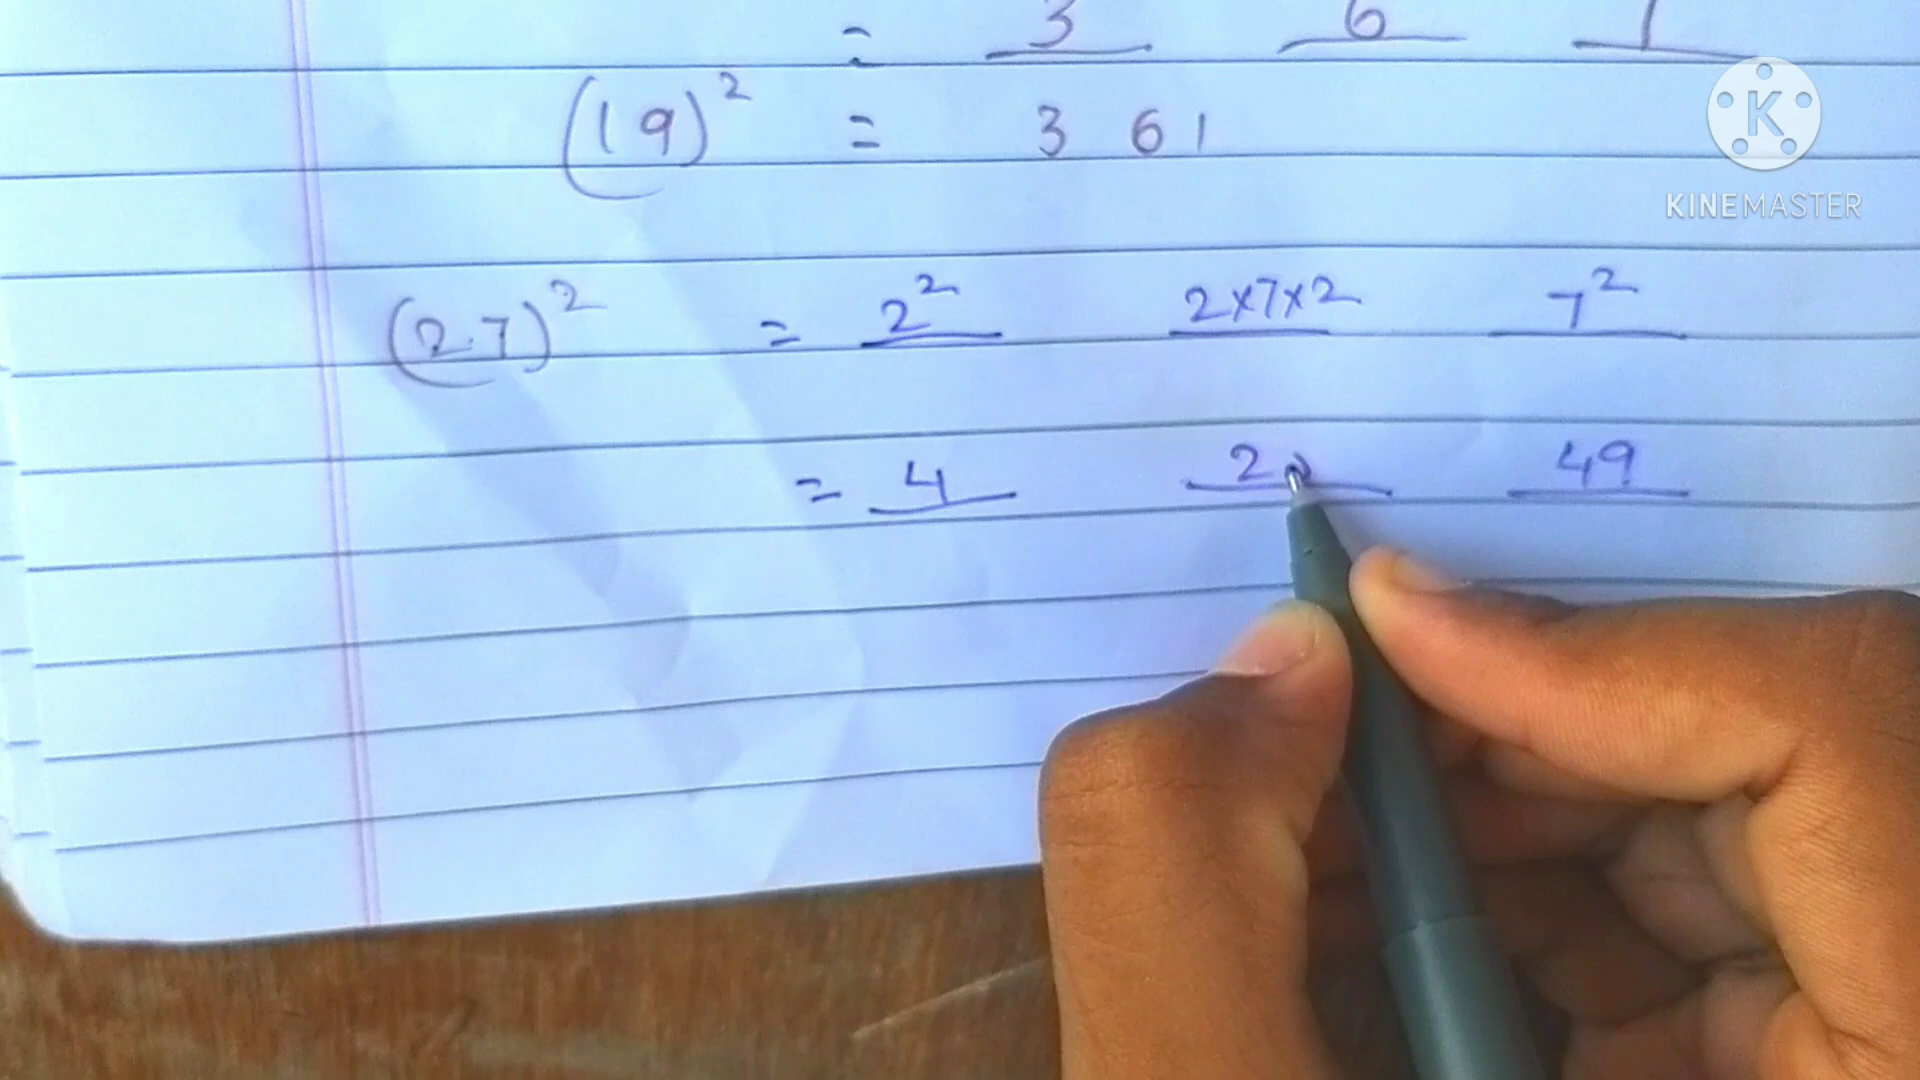 = 3 6 1
(19)² = 3 6 1
K
KINEMASTER
(27)² = 2² 2×7×2 7²
= 4 2 49